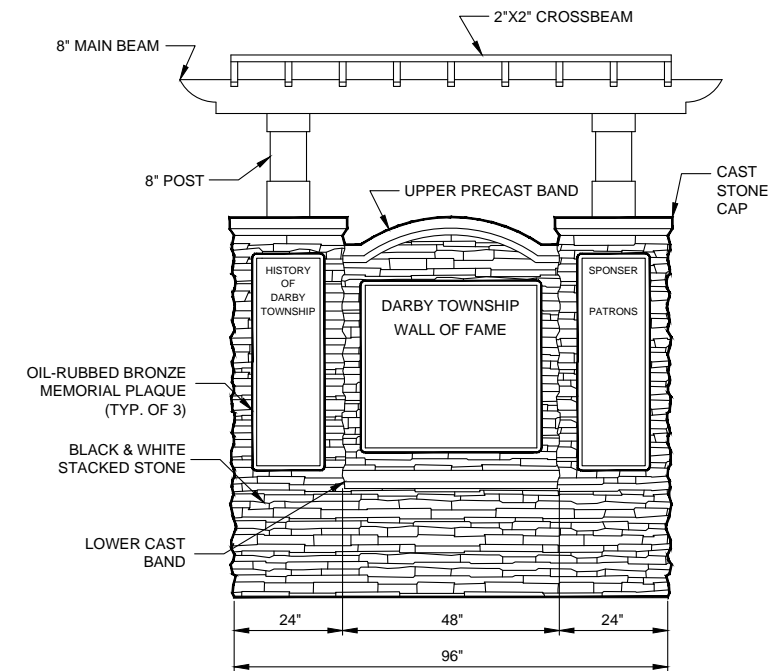 2"X2" CROSSBEAM
8" MAIN BEAM
8" POST
UPPER PRECAST BAND
CAST
STONE
CAP
HISTORY
OF
DARBY
TOWNSHIP
DARBY TOWNSHIP
WALL OF FAME
SPONSER
PATRONS
OIL-RUBBED BRONZE
MEMORIAL PLAQUE
(TYP. OF 3)
BLACK & WHITE
STACKED STONE
LOWER CAST
BAND
24"
48"
24"
96"